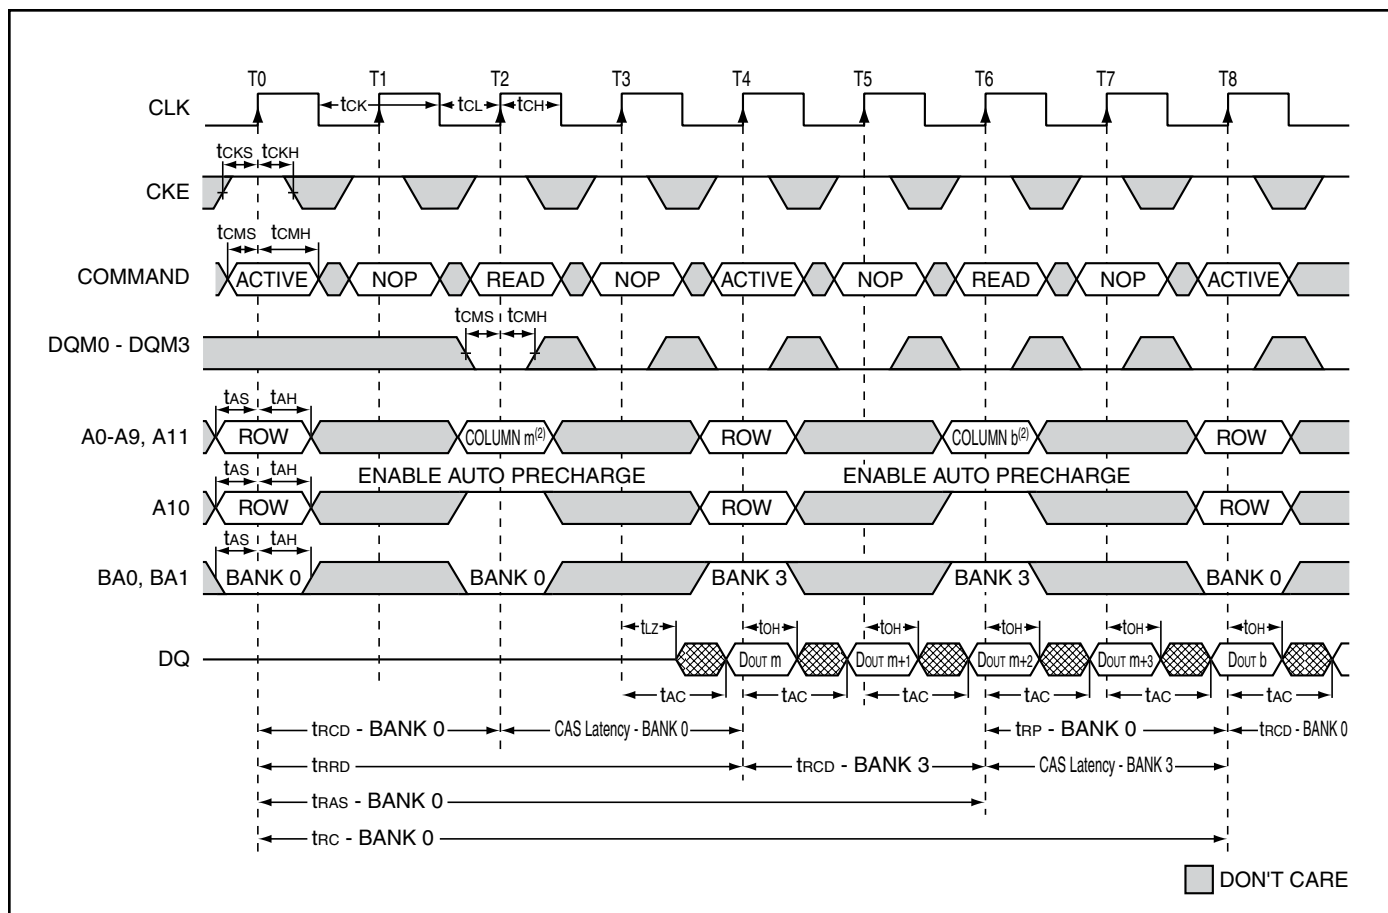 T0 T1 T2 T3 T4 T5 T6 T7 T8
CLK tCK tCL tCH
tCKS tCKH
CKE
tCMS tCMH
COMMAND ACTIVE NOP READ NOP ACTIVE NOP READ NOP ACTIVE
tCMS tCMH
DQM0 - DQM3
tAS tAH
A0-A9, A11 ROW COLUMN m(2) ROW COLUMN b(2) ROW
tAS tAH ENABLE AUTO PRECHARGE ENABLE AUTO PRECHARGE
A10 ROW ROW ROW
tAS tAH
BA0, BA1 BANK 0 BANK 0 BANK 3 BANK 3 BANK 0
tLZ tOH tOH tOH tOH tOH
DQ DOUT m DOUT m+1 DOUT m+2 DOUT m+3 DOUT b
tAC tAC tAC tAC tAC tAC
tRCD - BANK 0 CAS Latency - BANK 0 tRP - BANK 0 tRCD - BANK 0
tRRD tRCD - BANK 3 CAS Latency - BANK 3
tRAS - BANK 0
tRC - BANK 0
DON'T CARE